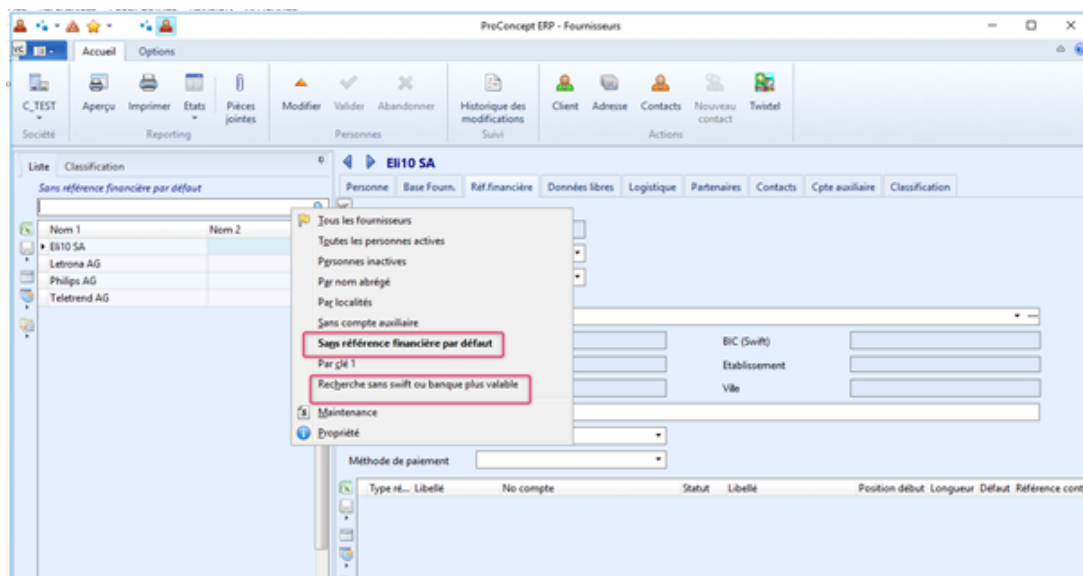 ProConcept ERP - Fournisseurs
VC
Accueil Options
C_TEST Aperçu Imprimer Etats Pièces jointes Modifier Valider Abandonner Historique des modifications Client Adresse Contacts Nouveau contact Twixtel
Société Reporting Personnes Suivi Actions
Liste Classification
Sans référence financière par défaut
Nom 1 Nom 2
Eli10 SA
Letrona AG
Philips AG
Teletrend AG
Eli10 SA
Personne Base Fourn. Réf.financière Données libres Logistique Partenaires Contacts Cpte auxiliaire Classification
Tous les fournisseurs
Toutes les personnes actives
Personnes inactives
Par nom abrégé
Par localités
Sans compte auxiliaire
Sans référence financière par défaut
Par clé 1
Recherche sans swift ou banque plus valable
Maintenance
Propriété
BIC (Swift)
Etablissement
Ville
Méthode de paiement
Type ré... Libellé No compte Statut Libellé Position début Longueur Défaut Référence cont